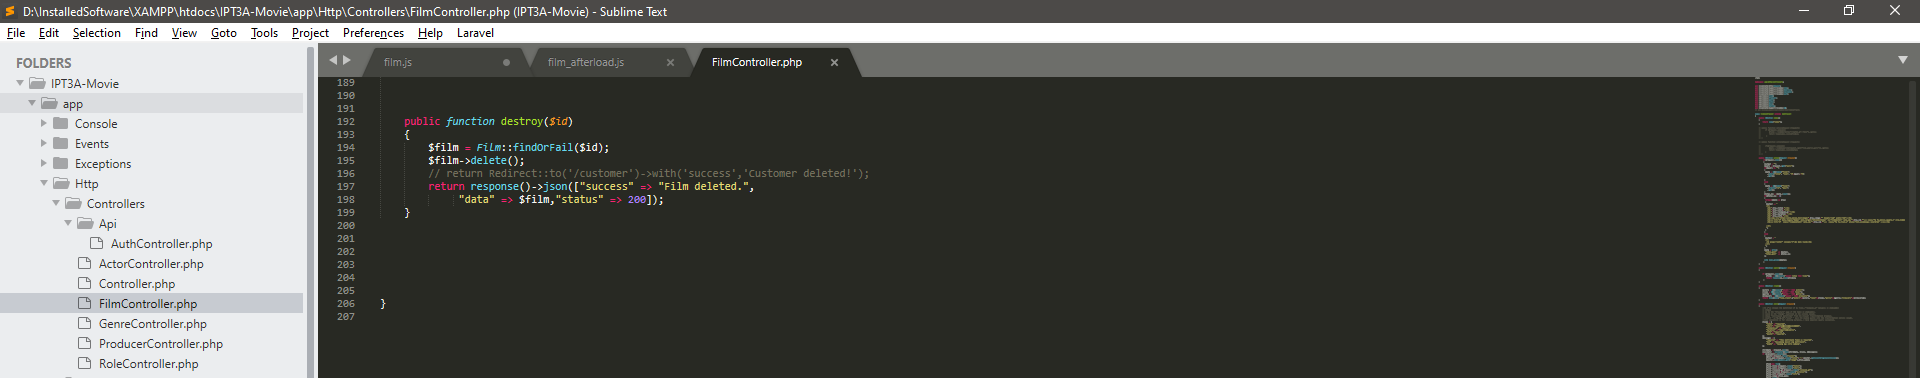 D:\InstalledSoftware\XAMPP\htdocs\IPT3A-Movie\app\Http\Controllers\FilmController.php (IPT3A-Movie) - Sublime Text
File Edit Selection Find View Goto Tools Project Preferences Help Laravel
FOLDERS
IPT3A-Movie
app
Console
Events
Exceptions
Http
Controllers
Api
AuthController.php
ActorController.php
Controller.php
FilmController.php
GenreController.php
ProducerController.php
RoleController.php
film.js film_afterload.js FilmController.php
189
190
191
192 public function destroy($id)
193 {
194 $film = Film::findOrFail($id);
195 $film->delete();
196 // return Redirect::to('/customer')->with('success','Customer deleted!');
197 return response()->json(["success" => "Film deleted.",
198 "data" => $film,"status" => 200]);
199 }
200
201
202
203
204
205
206 }
207